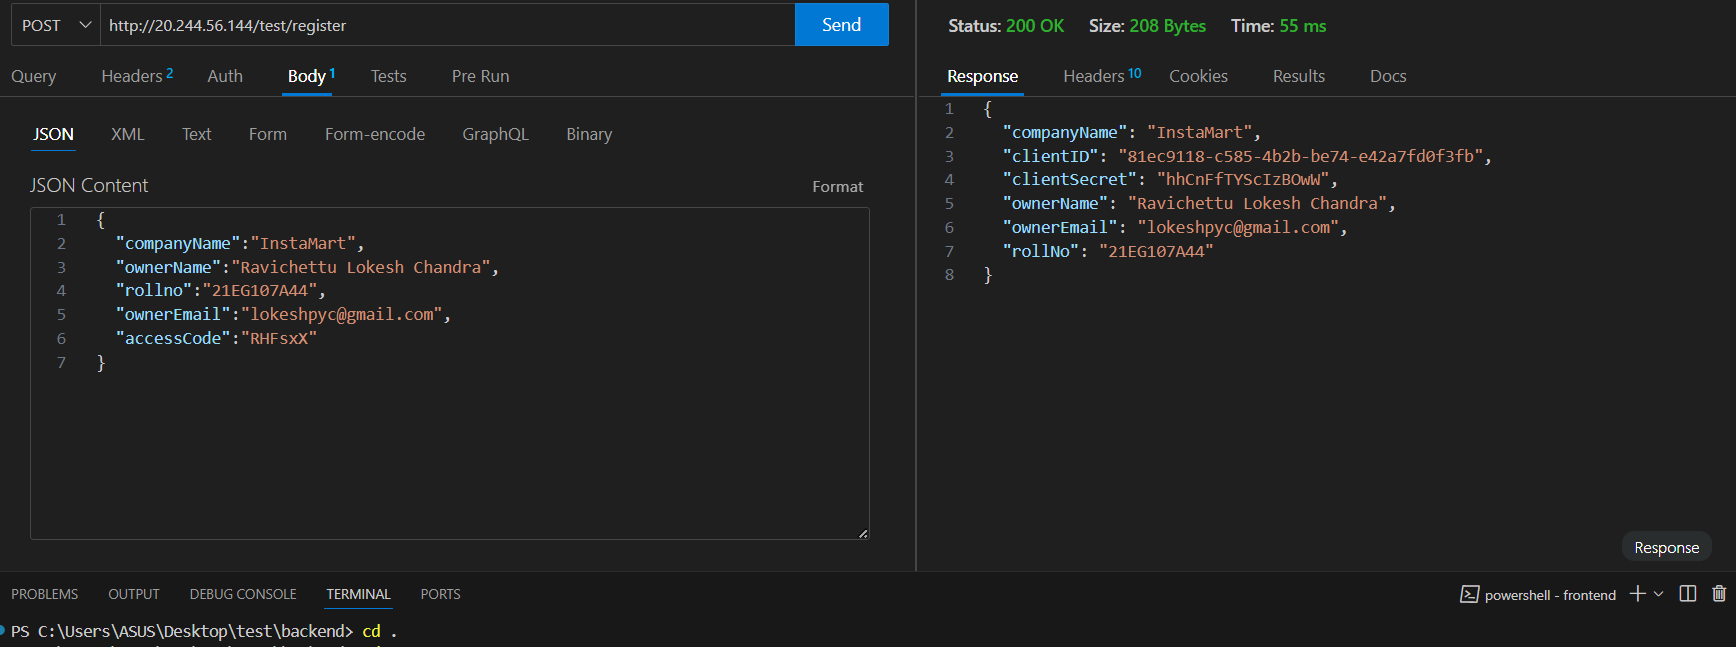 POST http://20.244.56.144/test/register Send
Query Headers 2 Auth Body 1 Tests Pre Run
JSON XML Text Form Form-encode GraphQL Binary
JSON Content Format
1 {
2 "companyName":"InstaMart",
3 "ownerName":"Ravichettu Lokesh Chandra",
4 "rollno":"21EG107A44",
5 "ownerEmail":"lokeshpyc@gmail.com",
6 "accessCode":"RHFsxX"
7 }
Status: 200 OK Size: 208 Bytes Time: 55 ms
Response Headers 10 Cookies Results Docs
1 {
2 "companyName": "InstaMart",
3 "clientID": "81ec9118-c585-4b2b-be74-e42a7fd0f3fb",
4 "clientSecret": "hhCnFfTYScIzBOwW",
5 "ownerName": "Ravichettu Lokesh Chandra",
6 "ownerEmail": "lokeshpyc@gmail.com",
7 "rollNo": "21EG107A44"
8 }
Response
PROBLEMS OUTPUT DEBUG CONSOLE TERMINAL PORTS powershell - frontend
PS C:\Users\ASUS\Desktop\test\backend> cd .